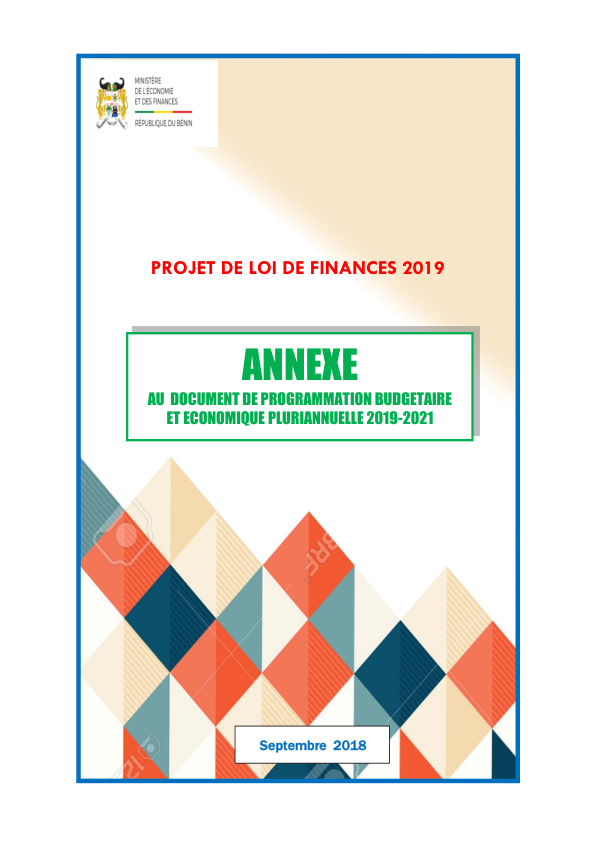 MINISTÈRE
DE L'ÉCONOMIE
ET DES FINANCES
RÉPUBLIQUE DU BÉNIN
PROJET DE LOI DE FINANCES 2019
ANNEXE
AU DOCUMENT DE PROGRAMMATION BUDGETAIRE
ET ECONOMIQUE PLURIANNUELLE 2019-2021
Septembre 2018